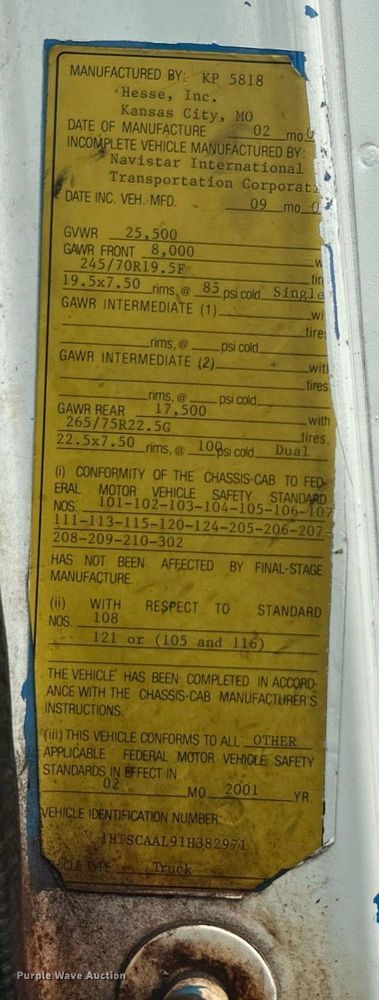 MANUFACTURED BY: KP 5818
Hesse, Inc.
Kansas City, MO
DATE OF MANUFACTURE 02 mo.
INCOMPLETE VEHICLE MANUFACTURED BY:
Navistar International
Transportation Corporat
DATE INC. VEH. MFD. 09 mo
GVWR 25,500
GAWR FRONT 8,000 w
245/70R19.5F tir
19.5x7.50 rims, @ 85 psi cold Single
GAWR INTERMEDIATE (1) wi
tire
rims, @ psi cold
GAWR INTERMEDIATE (2) wit
tires
rims, @ psi cold
GAWR REAR 17,500 with
265/75R22.5G tires,
22.5x7.50 rims, @ 100 psi cold Dual
(i) CONFORMITY OF THE CHASSIS-CAB TO FED-
ERAL MOTOR VEHICLE SAFETY STANDARD
NOS. 101-102-103-104-105-106-107
111-113-115-120-124-205-206-207-
208-209-210-302
HAS NOT BEEN AFFECTED BY FINAL-STAGE
MANUFACTURE.
(ii) WITH RESPECT TO STANDARD
NOS. 108
121 or (105 and 116)
THE VEHICLE HAS BEEN COMPLETED IN ACCORD-
ANCE WITH THE CHASSIS-CAB MANUFACTURER'S
INSTRUCTIONS.
(iii) THIS VEHICLE CONFORMS TO ALL OTHER
APPLICABLE FEDERAL MOTOR VEHICLE SAFETY
STANDARDS IN EFFECT IN
02 MO. 2001 YR.
VEHICLE IDENTIFICATION NUMBER:
1HTSCAAL91H382971
TYPE Truck
Purple Wave Auction